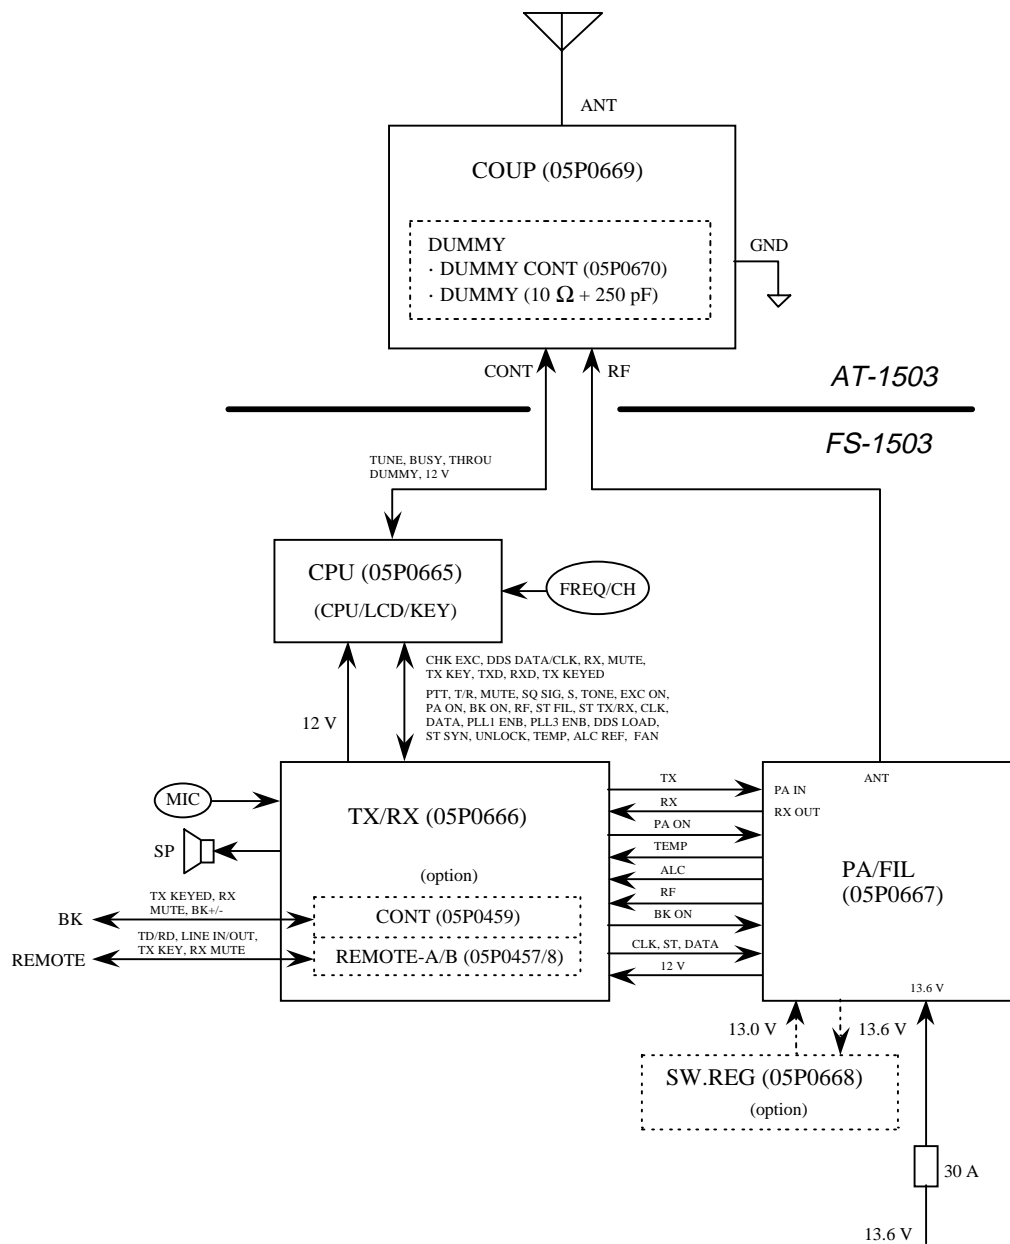 ANT
COUP (05P0669)
DUMMY
· DUMMY CONT (05P0670)
· DUMMY (10 Ω + 250 pF)
GND
CONT
RF
AT-1503
FS-1503
TUNE, BUSY, THROU
DUMMY, 12 V
CPU (05P0665)
(CPU/LCD/KEY)
FREQ/CH
CHK EXC, DDS DATA/CLK, RX, MUTE,
TX KEY, TXD, RXD, TX KEYED
PTT, T/R, MUTE, SQ SIG, S, TONE, EXC ON,
PA ON, BK ON, RF, ST FIL, ST TX/RX, CLK,
DATA, PLL1 ENB, PLL3 ENB, DDS LOAD,
ST SYN, UNLOCK, TEMP, ALC REF, FAN
12 V
MIC
SP
TX/RX (05P0666)
(option)
CONT (05P0459)
REMOTE-A/B (05P0457/8)
BK
TX KEYED, RX
MUTE, BK+/-
REMOTE
TD/RD, LINE IN/OUT,
TX KEY, RX MUTE
TX
RX
PA ON
TEMP
ALC
RF
BK ON
CLK, ST, DATA
12 V
ANT
PA IN
RX OUT
PA/FIL
(05P0667)
13.6 V
13.0 V
13.6 V
SW.REG (05P0668)
(option)
30 A
13.6 V